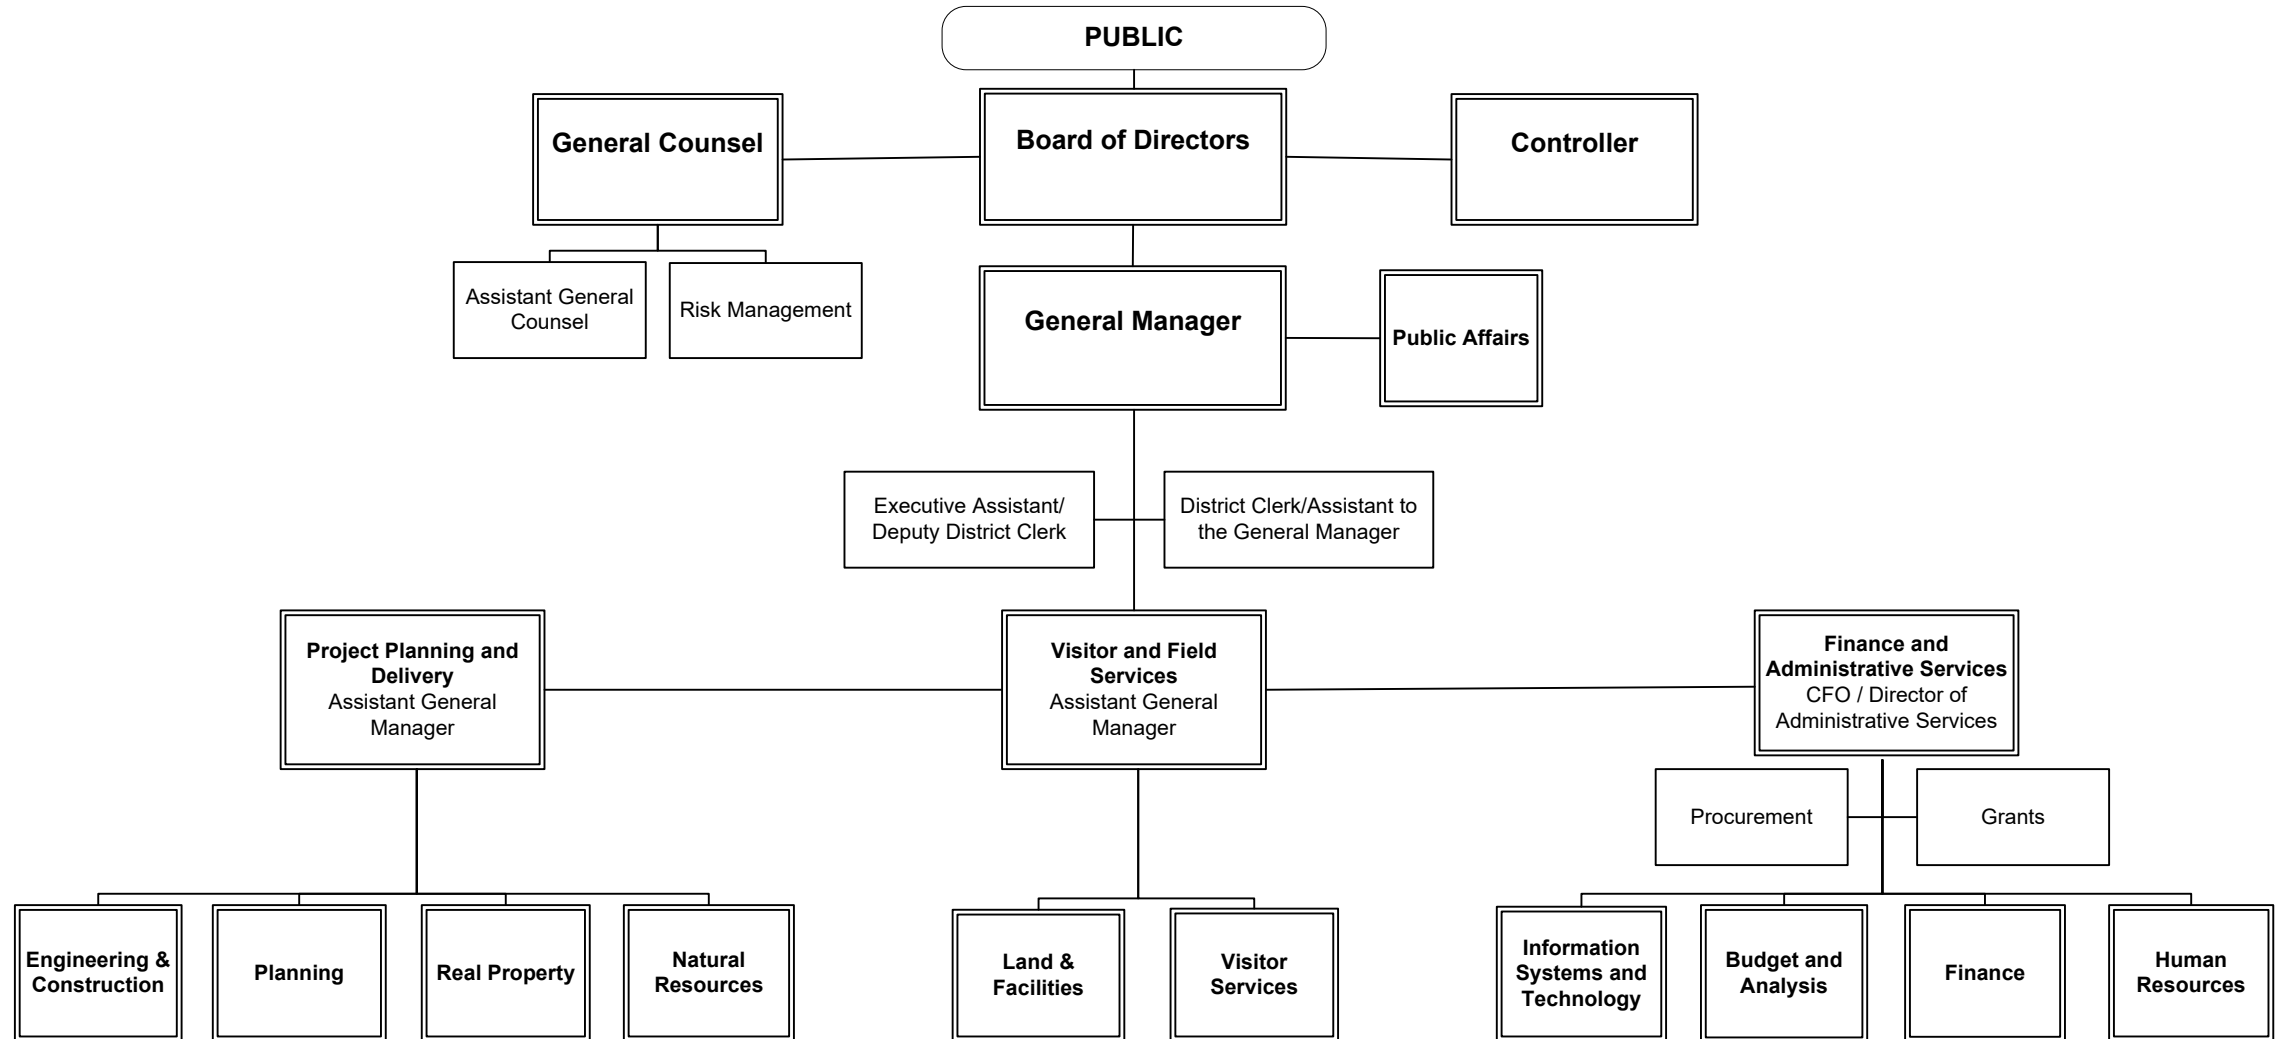 PUBLIC
General Counsel
Board of Directors
Controller
Assistant General
Counsel
Risk Management
General Manager
Public Affairs
Executive Assistant/
Deputy District Clerk
District Clerk/Assistant to
the General Manager
Project Planning and
Delivery
Assistant General
Manager
Visitor and Field
Services
Assistant General
Manager
Finance and
Administrative Services
CFO / Director of
Administrative Services
Procurement
Grants
Engineering &
Construction
Planning
Real Property
Natural
Resources
Land &
Facilities
Visitor
Services
Information
Systems and
Technology
Budget and
Analysis
Finance
Human
Resources